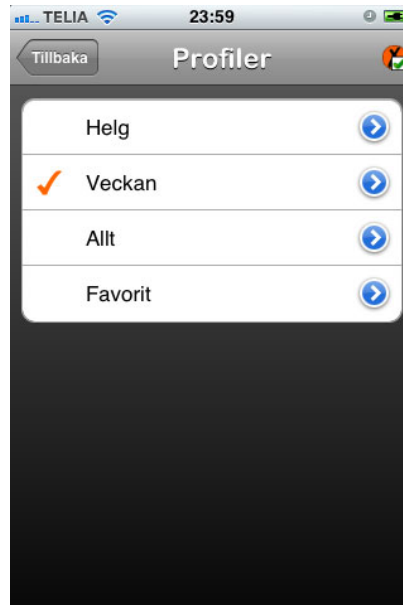 TELIA 23:59
Tillbaka Profiler
Helg
Veckan
Allt
Favorit